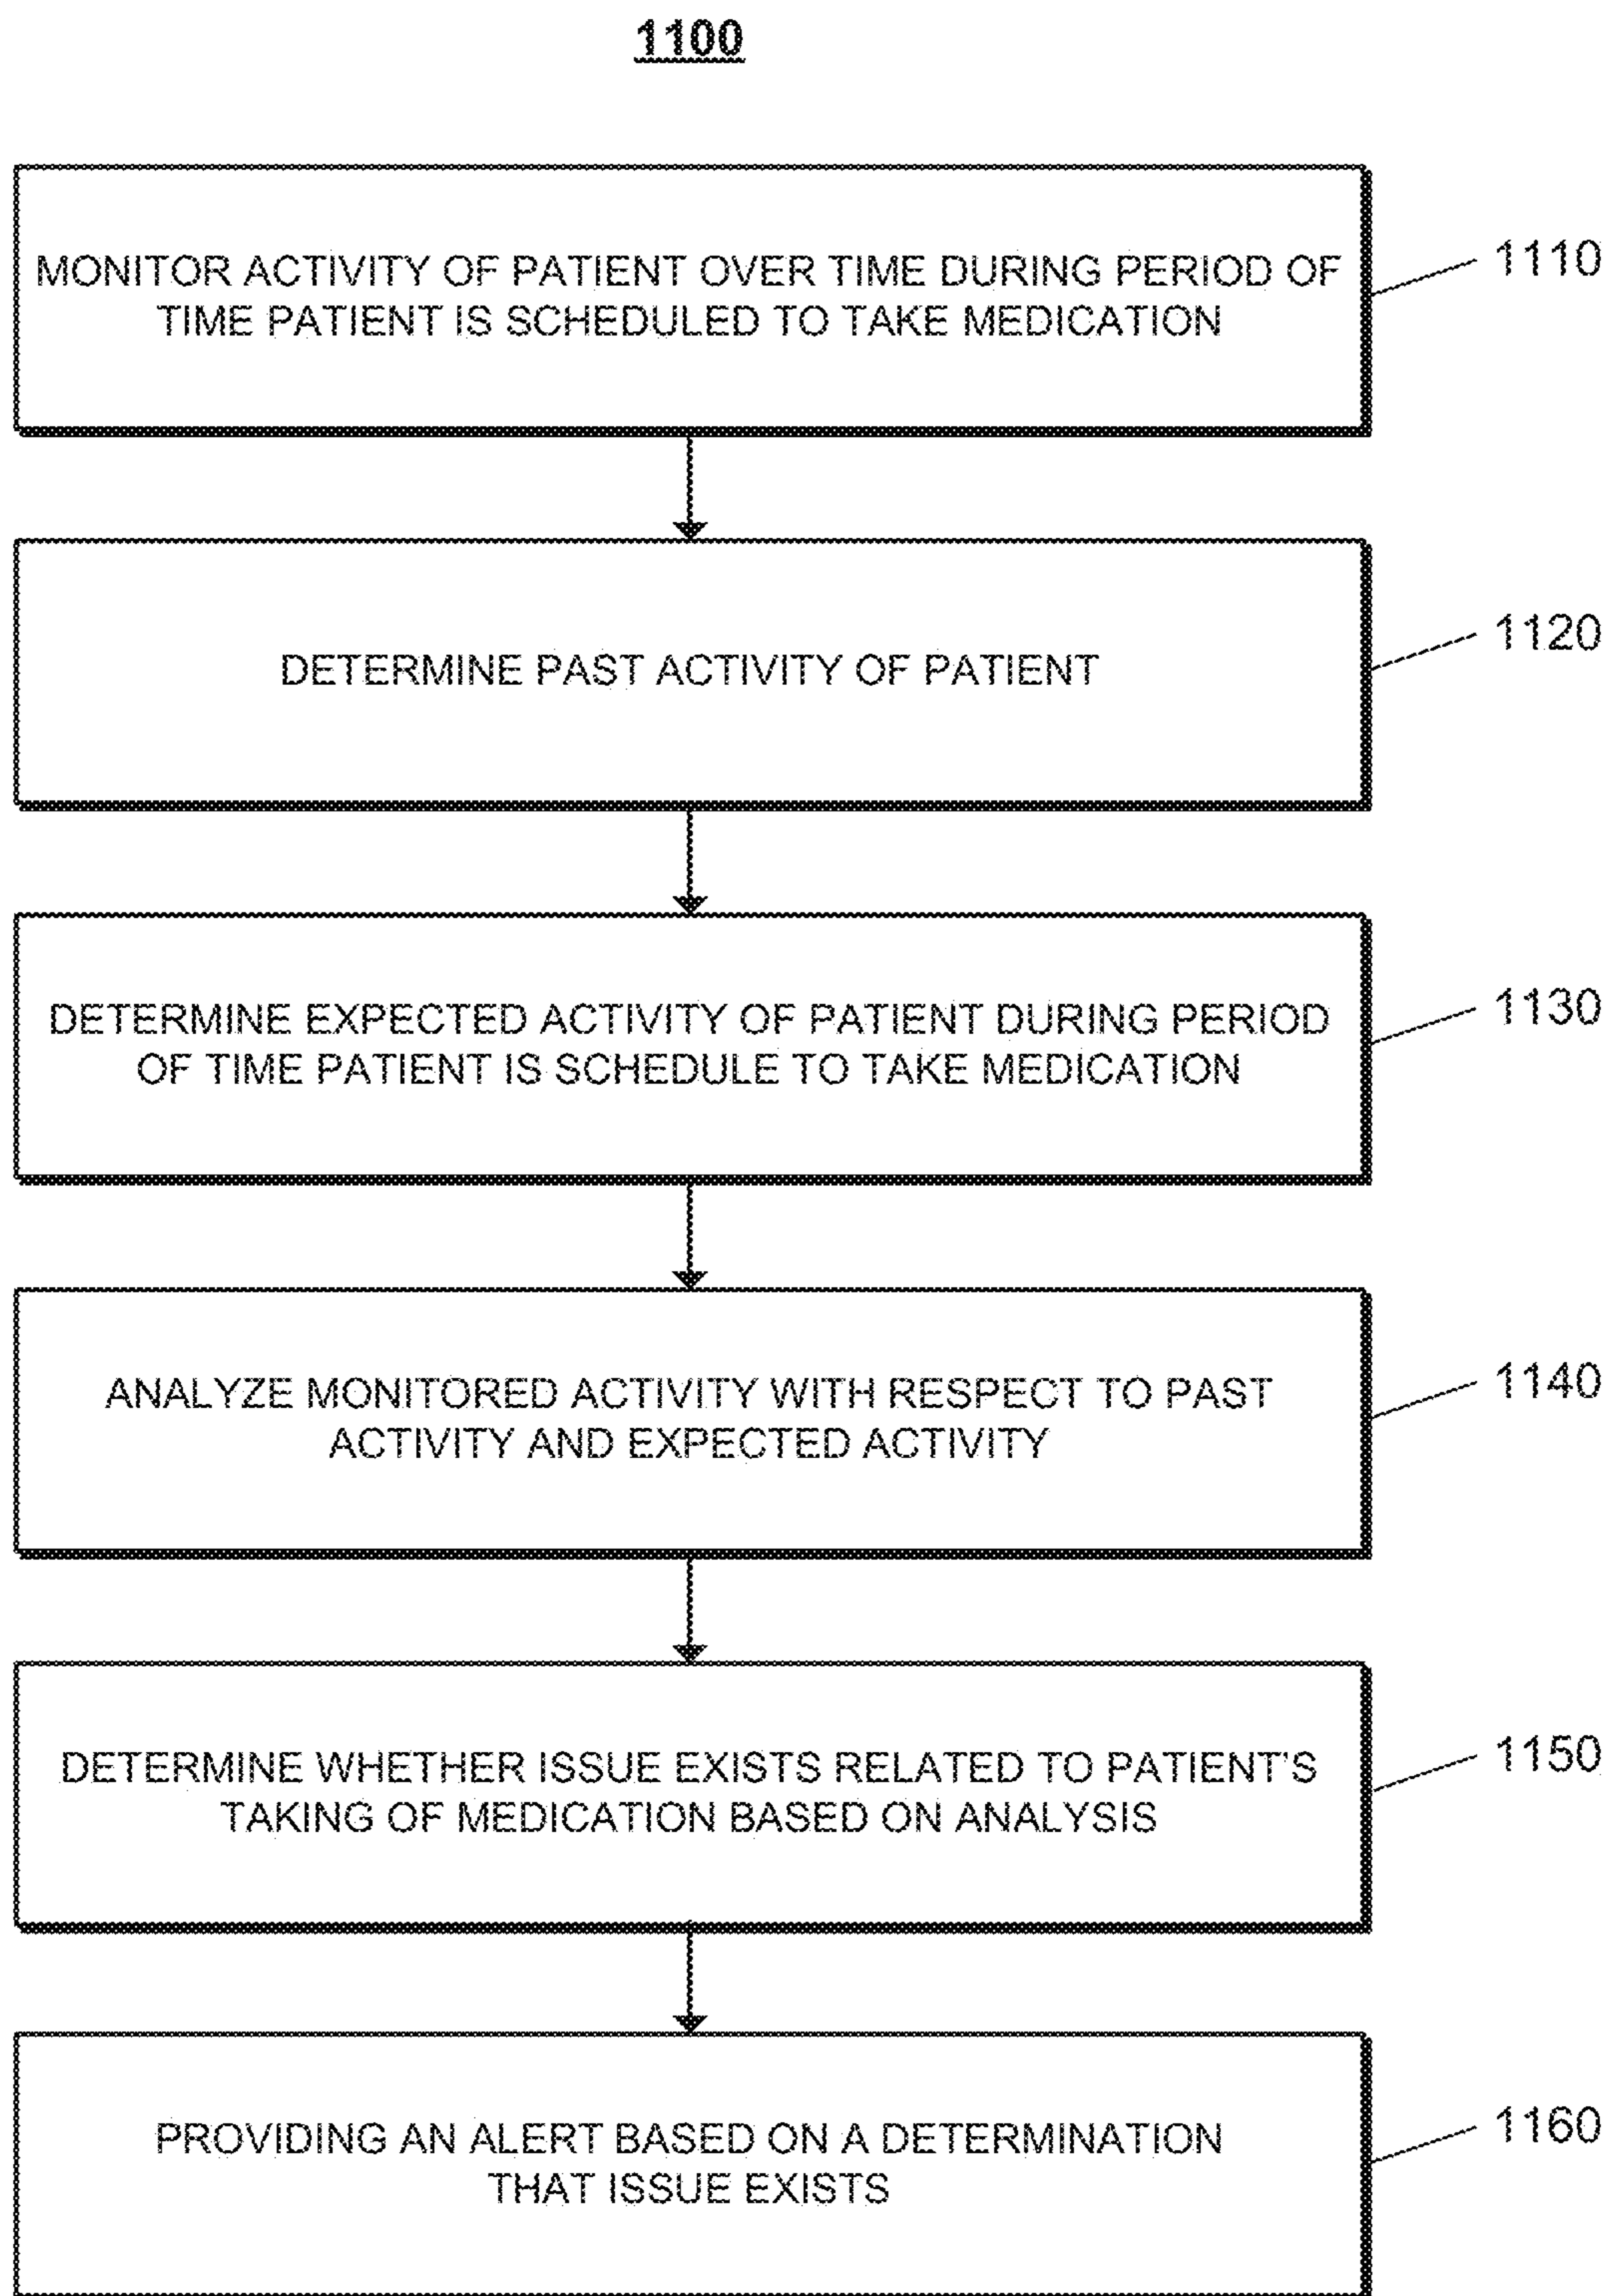 1100
MONITOR ACTIVITY OF PATIENT OVER TIME DURING PERIOD OF
TIME PATIENT IS SCHEDULED TO TAKE MEDICATION
1110
DETERMINE PAST ACTIVITY OF PATIENT
1120
DETERMINE EXPECTED ACTIVITY OF PATIENT DURING PERIOD
OF TIME PATIENT IS SCHEDULE TO TAKE MEDICATION
1130
ANALYZE MONITORED ACTIVITY WITH RESPECT TO PAST
ACTIVITY AND EXPECTED ACTIVITY
1140
DETERMINE WHETHER ISSUE EXISTS RELATED TO PATIENT'S
TAKING OF MEDICATION BASED ON ANALYSIS
1150
PROVIDING AN ALERT BASED ON A DETERMINATION
THAT ISSUE EXISTS
1160